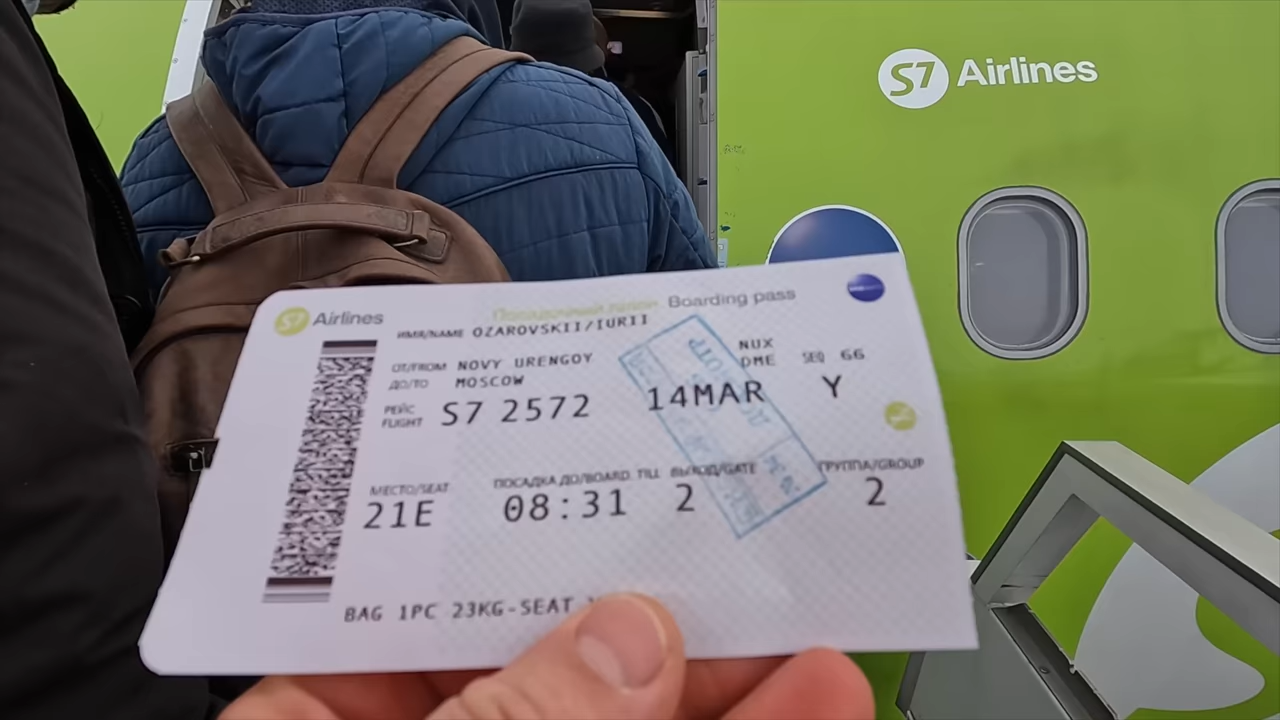 S7 Airlines
S7 Airlines
Посадочный талон Boarding pass
ИМЯ/NAME OZAROVSKII/IURII
ОТ/FROM NOVY URENGOY NUX
ДО/TO MOSCOW DME SEQ 66
РЕЙС
FLIGHT S7 2572 14MAR Y
МЕСТО/SEAT ПОСАДКА ДО/BOARD TILL ВЫХОД/GATE ГРУППА/GROUP
21E 08:31 2 2
BAG 1PC 23KG-SEAT